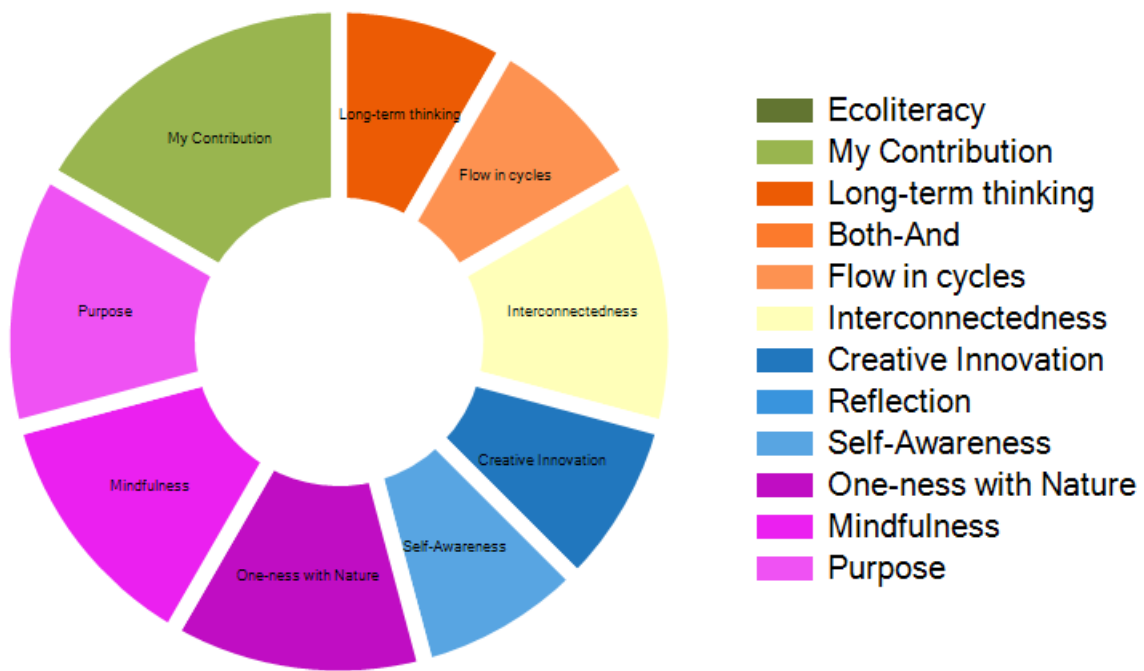 My Contribution
Long-term thinking
Flow in cycles
Purpose
Interconnectedness
Mindfulness
Creative Innovation
Self-Awareness
One-ness with Nature
Ecoliteracy
My Contribution
Long-term thinking
Both-And
Flow in cycles
Interconnectedness
Creative Innovation
Reflection
Self-Awareness
One-ness with Nature
Mindfulness
Purpose